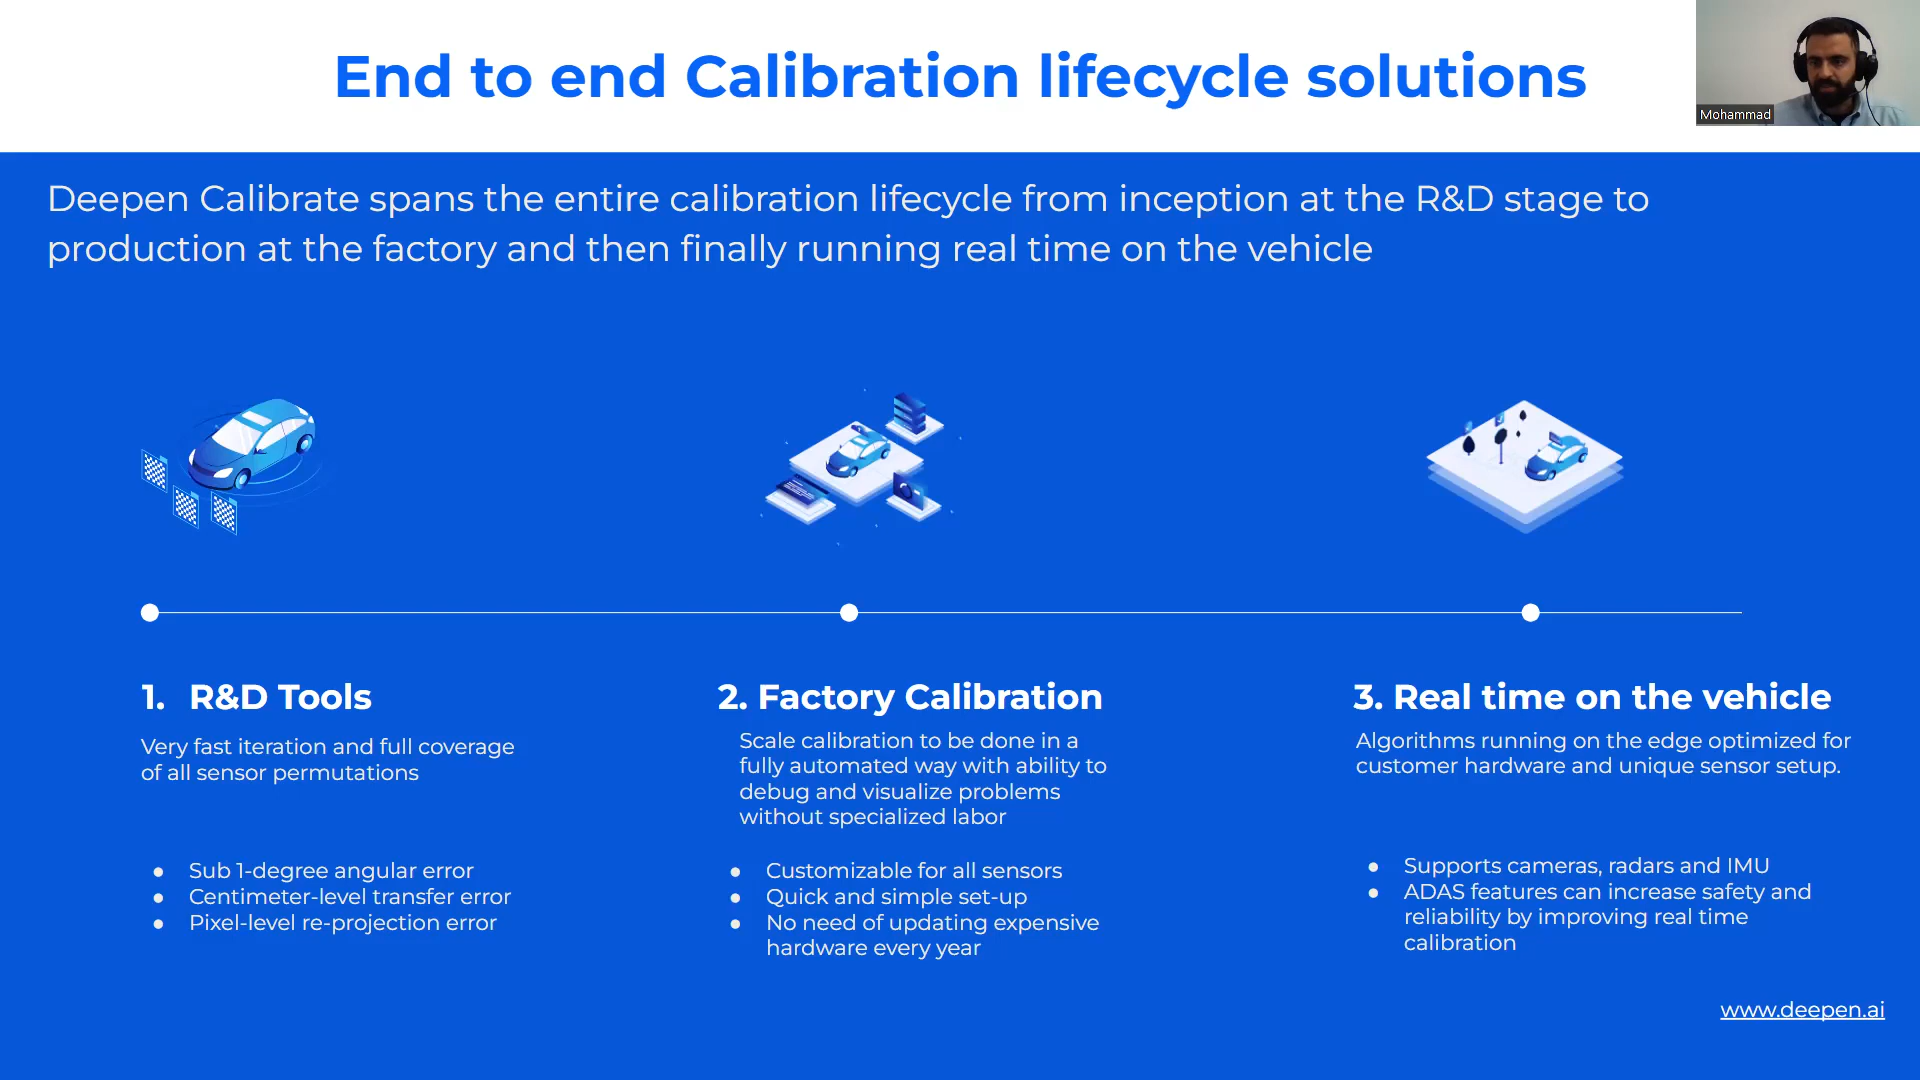 End to end Calibration lifecycle solutions
Mohammad
Deepen Calibrate spans the entire calibration lifecycle from inception at the R&D stage to
production at the factory and then finally running real time on the vehicle
1. R&D Tools
Very fast iteration and full coverage
of all sensor permutations
● Sub 1-degree angular error
● Centimeter-level transfer error
● Pixel-level re-projection error
2. Factory Calibration
Scale calibration to be done in a
fully automated way with ability to
debug and visualize problems
without specialized labor
● Customizable for all sensors
● Quick and simple set-up
● No need of updating expensive
hardware every year
3. Real time on the vehicle
Algorithms running on the edge optimized for
customer hardware and unique sensor setup.
● Supports cameras, radars and IMU
● ADAS features can increase safety and
reliability by improving real time
calibration
www.deepen.ai